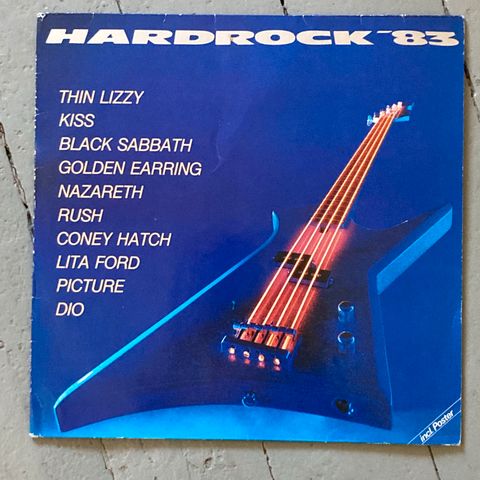 HARDROCK '83
THIN LIZZY
KISS
BLACK SABBATH
GOLDEN EARRING
NAZARETH
RUSH
CONEY HATCH
LITA FORD
PICTURE
DIO
incl. Poster